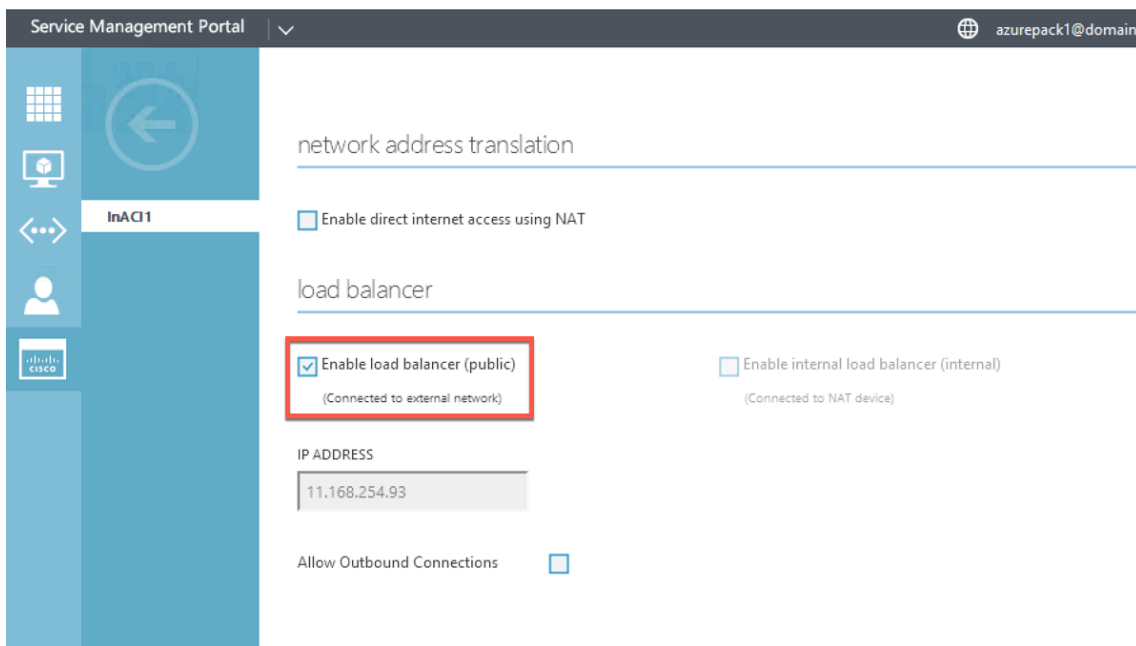 Service Management Portal
azurepack1@domain
network address translation
InACI1
Enable direct internet access using NAT
load balancer
Enable load balancer (public)
Enable internal load balancer (internal)
(Connected to external network)
(Connected to NAT device)
cisco
IP ADDRESS
11.168.254.93
Allow Outbound Connections